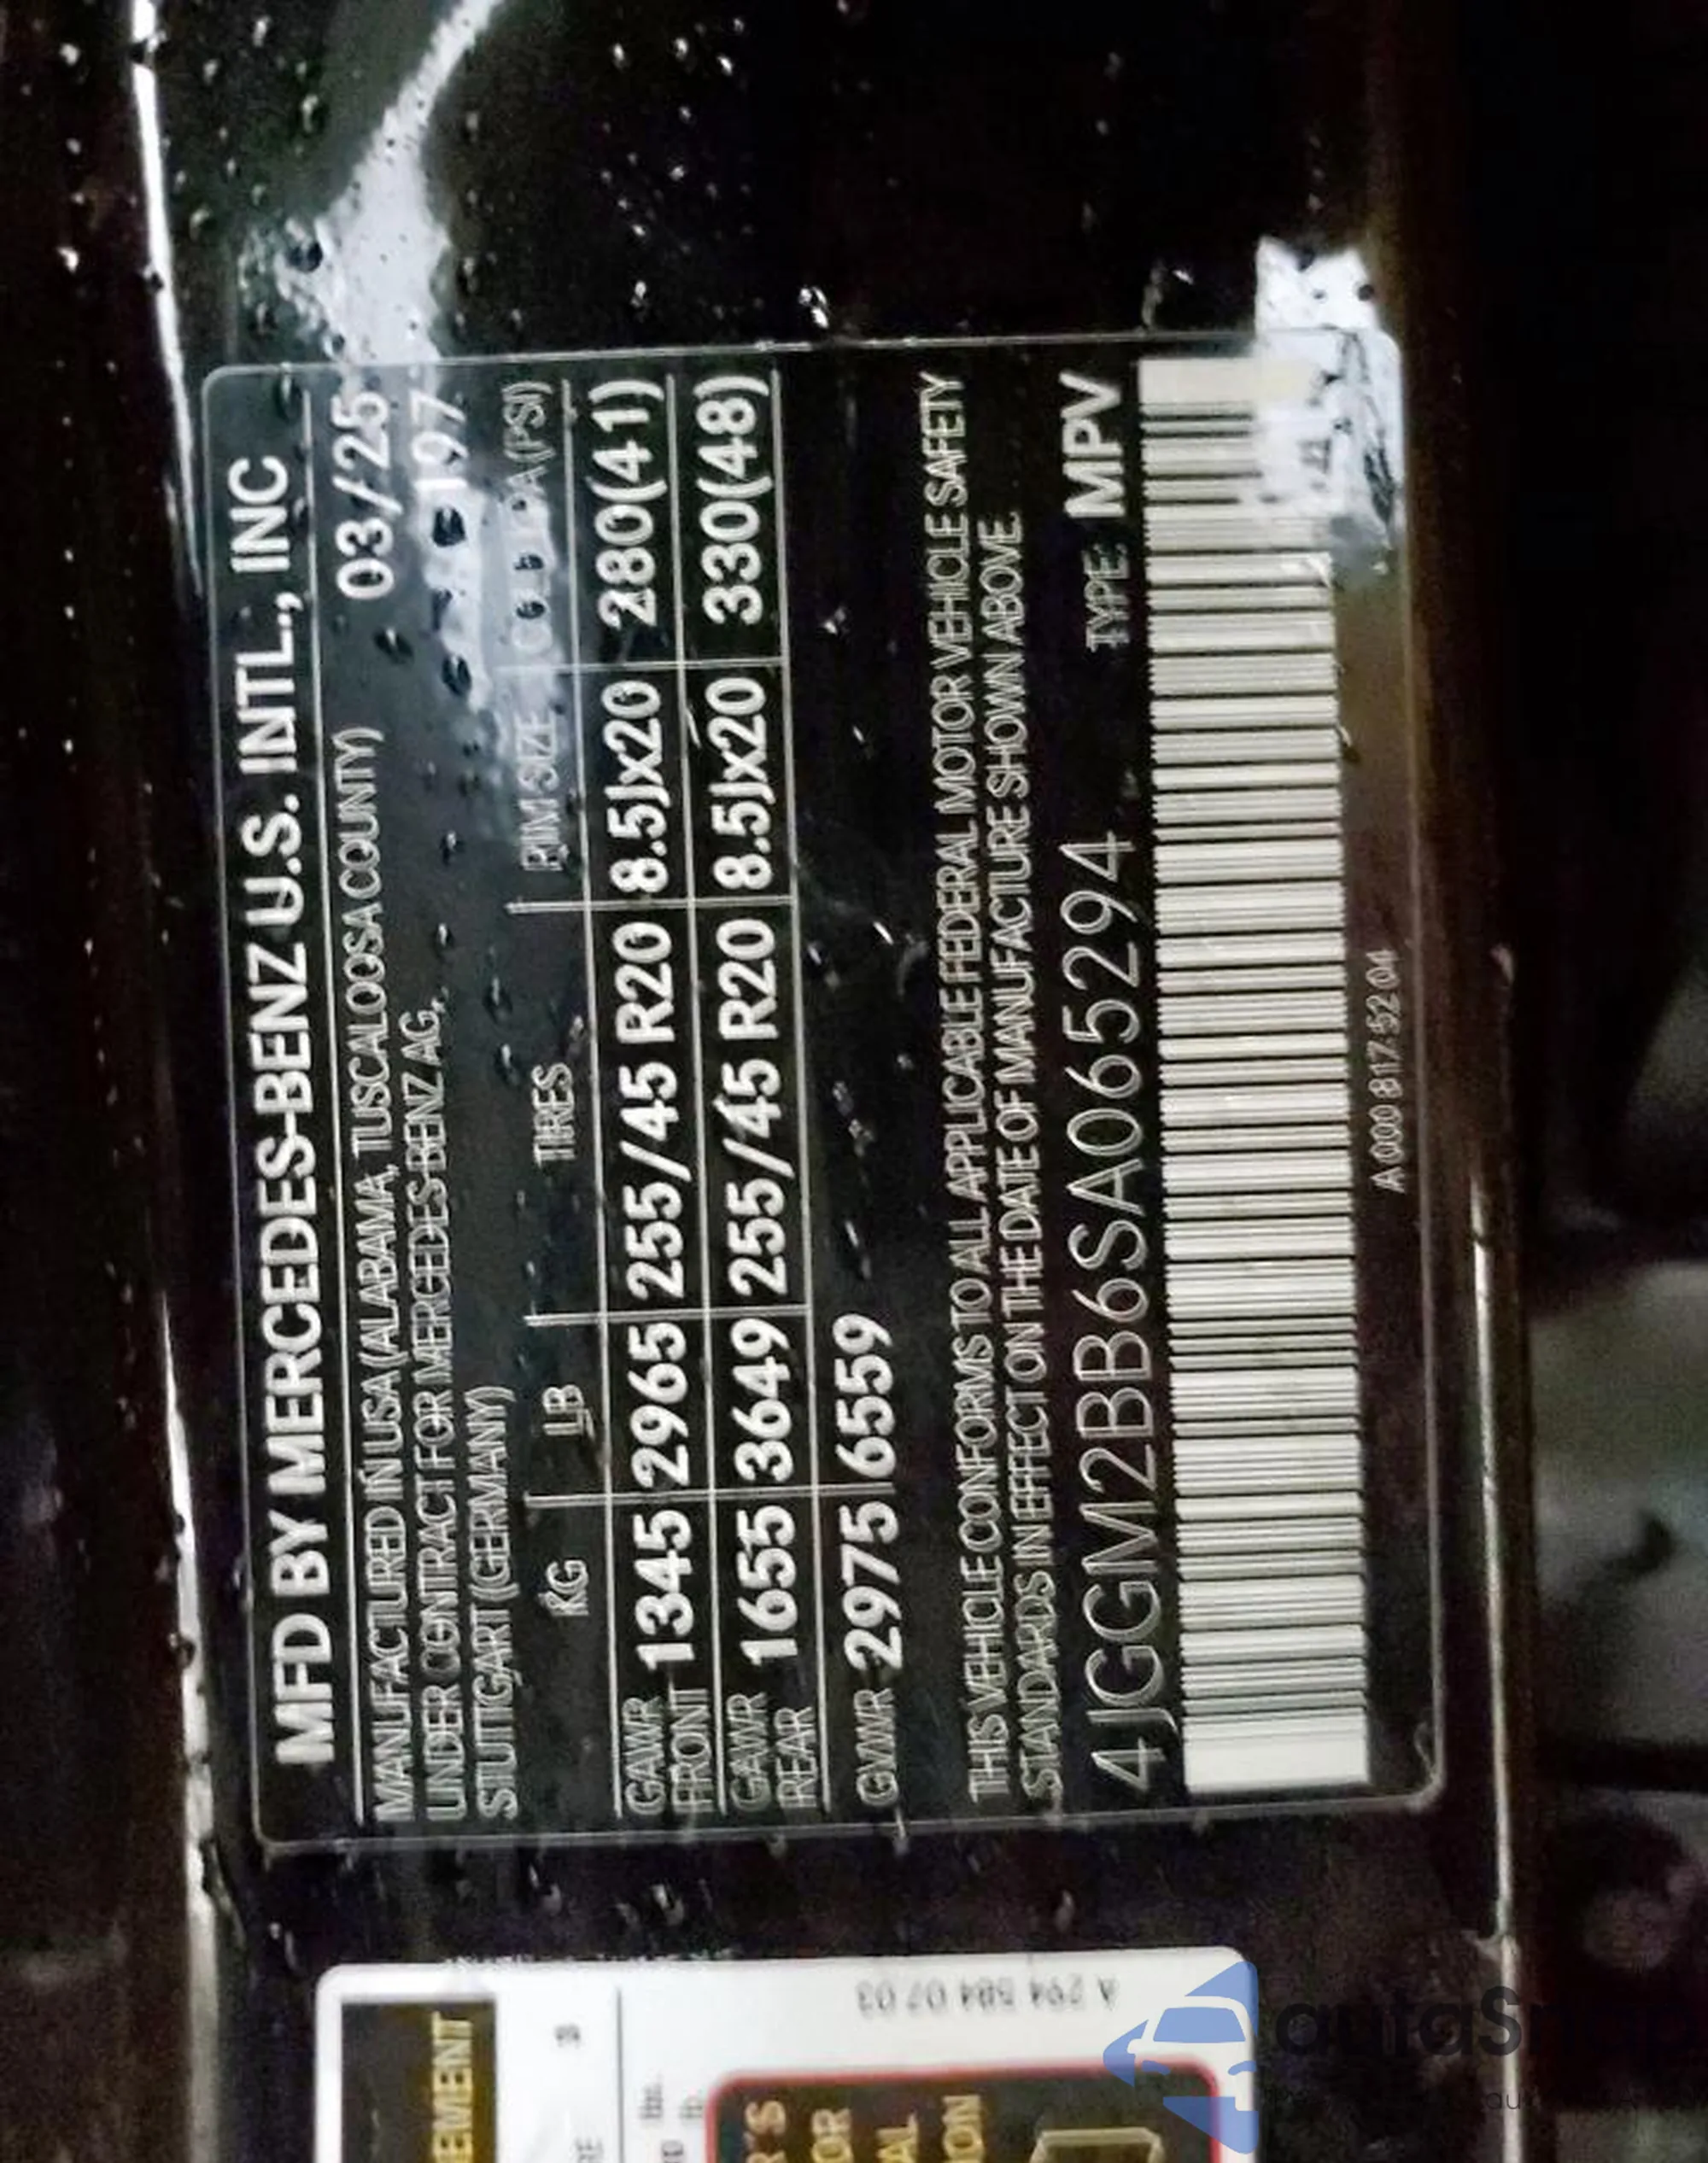 MFD BY MERCEDES-BENZ U.S. INTL., INC
MANUFACTURED IN USA (ALABAMA, TUSCALOOSA COUNTY) 03/25
UNDER CONTRACT FOR MERCEDES-BENZ AG, 197
STUTTGART (GERMANY)
KG LB TIRES RIM SIZE (PSI)
GAWR FRONT 1345 2965 255/45 R20 8.5Jx20 280(41)
GAWR REAR 1655 3649 255/45 R20 8.5Jx20 330(48)
GVWR 2975 6559
THIS VEHICLE CONFORMS TO ALL APPLICABLE FEDERAL MOTOR VEHICLE SAFETY
STANDARDS IN EFFECT ON THE DATE OF MANUFACTURE SHOWN ABOVE
4JGGM2BB6SA065294 TYPE: MPV
A 000 817 52 04
A 294 584 07 03